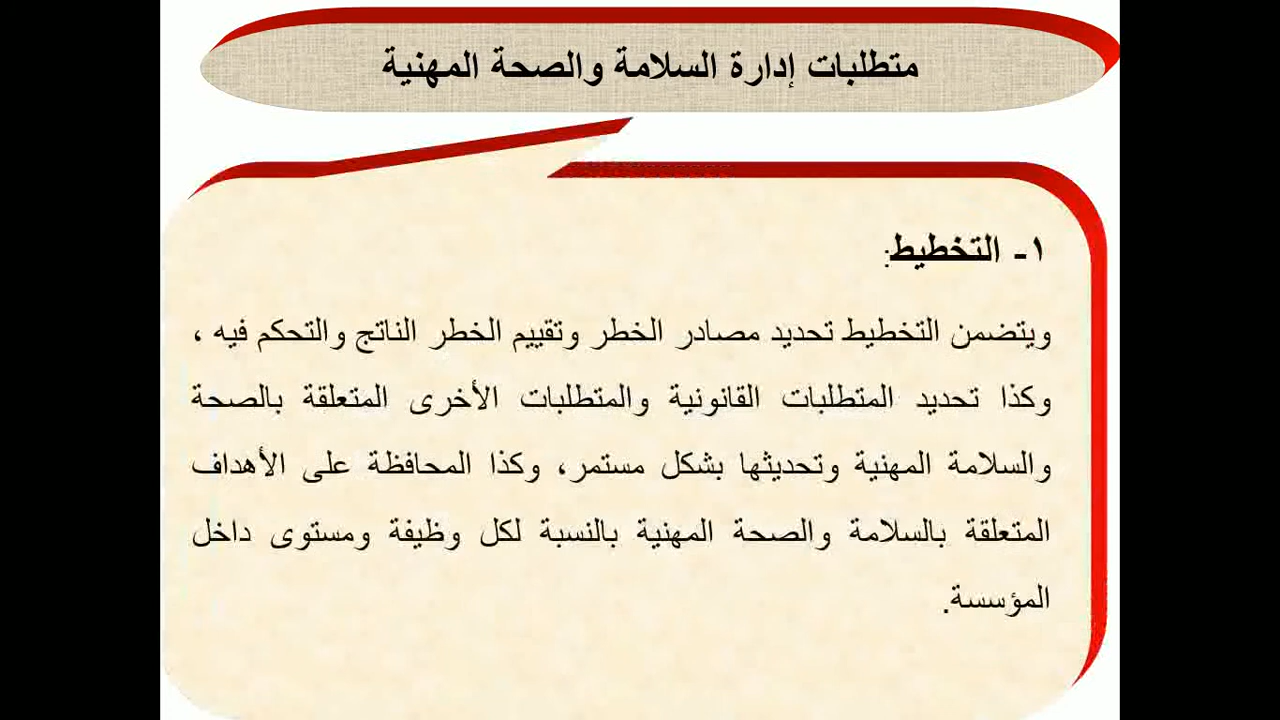 متطلبات إدارة السلامة والصحة المهنية
١- التخطيط:
ويتضمن التخطيط تحديد مصادر الخطر وتقييم الخطر الناتج والتحكم فيه ،
وكذا تحديد المتطلبات القانونية والمتطلبات الأخرى المتعلقة بالصحة
والسلامة المهنية وتحديثها بشكل مستمر، وكذا المحافظة على الأهداف
المتعلقة بالسلامة والصحة المهنية بالنسبة لكل وظيفة ومستوى داخل
المؤسسة.